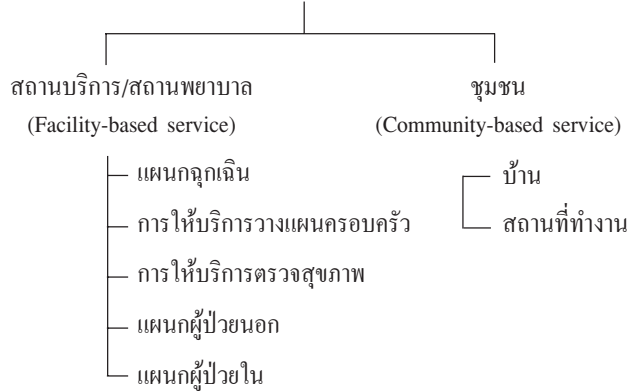 สถานบริการ/สถานพยาบาล
(Facility-based service)
แผนกฉุกเฉิน
การให้บริการวางแผนครอบครัว
การให้บริการตรวจสุขภาพ
แผนกผู้ป่วยนอก
แผนกผู้ป่วยใน
ชุมชน
(Community-based service)
บ้าน
สถานที่ทำงาน